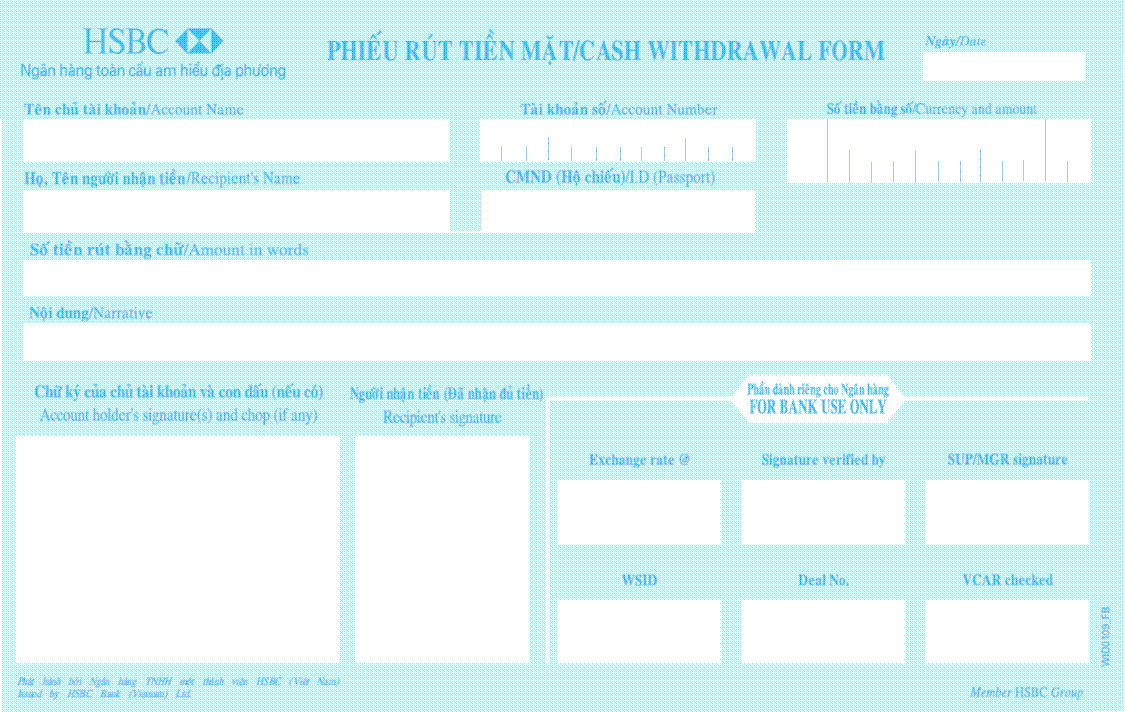 HSBC
Ngân hàng toàn cầu am hiểu địa phương
PHIẾU RÚT TIỀN MẶT/CASH WITHDRAWAL FORM
Ngày/Date
Tên chủ tài khoản/Account Name
Tài khoản số/Account Number
Số tiền bằng số/Currency and amount
Họ, Tên người nhận tiền/Recipient's Name
CMND (Hộ chiếu)/I.D (Passport)
Số tiền rút bằng chữ/Amount in words
Nội dung/Narrative
Chữ ký của chủ tài khoản và con dấu (nếu có)
Account holder's signature(s) and chop (if any)
Người nhận tiền (Đã nhận đủ tiền)
Recipient's signature
Phần dành riêng cho Ngân hàng
FOR BANK USE ONLY
Exchange rate @
Signature verified by
SUP/MGR signature
WSID
Deal No.
VCAR checked
WID0109_FB
Phát hành bởi Ngân hàng TNHH một thành viên HSBC (Việt Nam)
Issued by HSBC Bank (Vietnam) Ltd.
Member HSBC Group